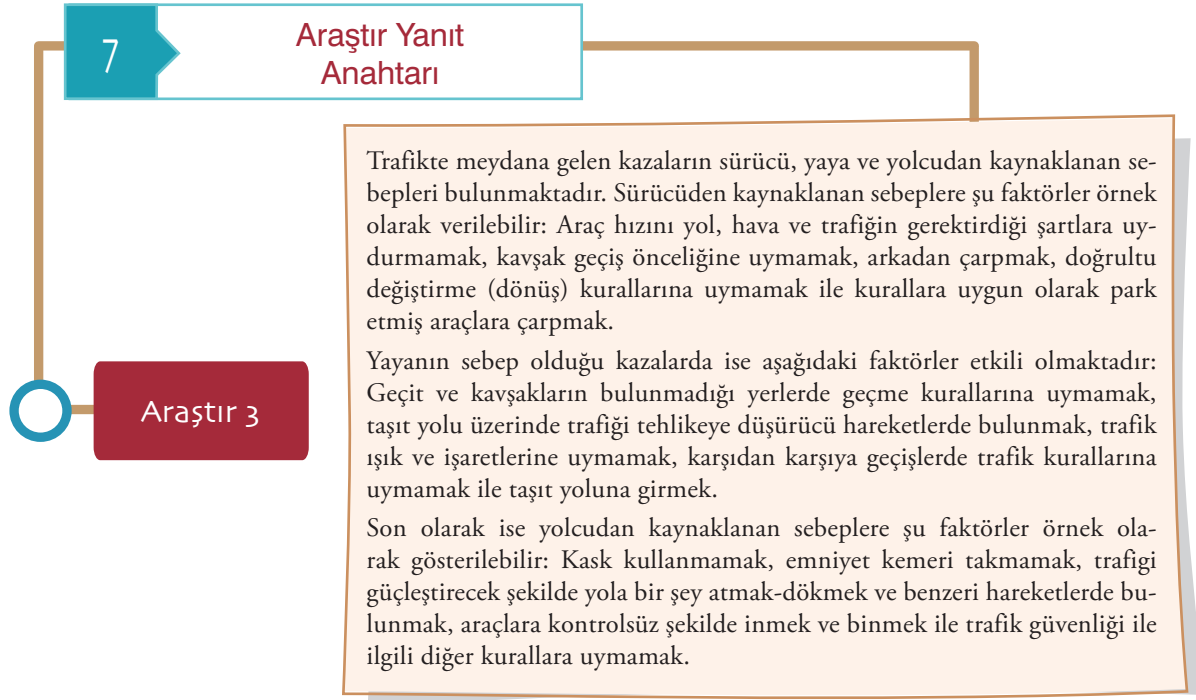 7
Araştır Yanıt
Anahtarı
Trafikte meydana gelen kazaların sürücü, yaya ve yolcudan kaynaklanan se-
bepleri bulunmaktadır. Sürücüden kaynaklanan sebeplere şu faktörler örnek
olarak verilebilir: Araç hızını yol, hava ve trafiğin gerektirdiği şartlara uy-
durmamak, kavşak geçiş önceliğine uymamak, arkadan çarpmak, doğrultu
değiştirme (dönüş) kurallarına uymamak ile kurallara uygun olarak park
etmiş araçlara çarpmak.
Yayanın sebep olduğu kazalarda ise aşağıdaki faktörler etkili olmaktadır:
Geçit ve kavşakların bulunmadığı yerlerde geçme kurallarına uymamak,
taşıt yolu üzerinde trafiği tehlikeye düşürücü hareketlerde bulunmak, trafik
ışık ve işaretlerine uymamak, karşıdan karşıya geçişlerde trafik kurallarına
uymamak ile taşıt yoluna girmek.
Son olarak ise yolcudan kaynaklanan sebeplere şu faktörler örnek ola-
rak gösterilebilir: Kask kullanmamak, emniyet kemeri takmamak, trafigi
güçleştirecek şekilde yola bir şey atmak-dökmek ve benzeri hareketlerde bu-
lunmak, araçlara kontrolsüz şekilde inmek ve binmek ile trafik güvenliği ile
ilgili diğer kurallara uymamak.
Araştır 3